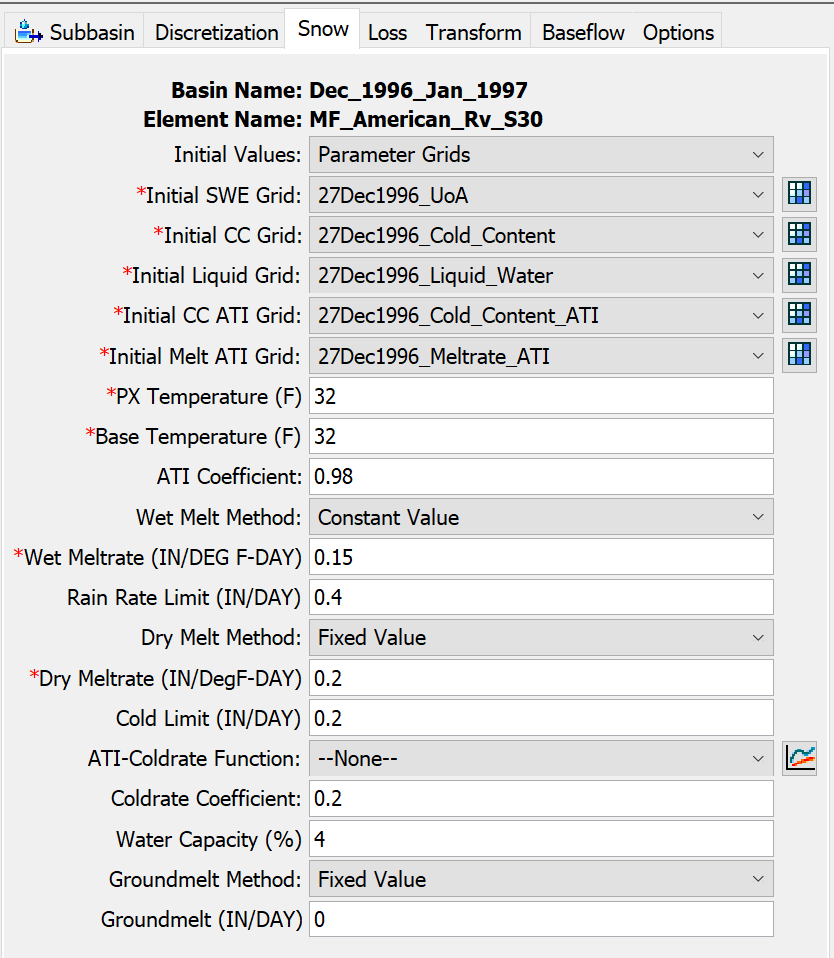 Subbasin Discretization Snow Loss Transform Baseflow Options
Basin Name: Dec_1996_Jan_1997
Element Name: MF_American_Rv_S30
Initial Values: Parameter Grids
*Initial SWE Grid: 27Dec1996_UoA
*Initial CC Grid: 27Dec1996_Cold_Content
*Initial Liquid Grid: 27Dec1996_Liquid_Water
*Initial CC ATI Grid: 27Dec1996_Cold_Content_ATI
*Initial Melt ATI Grid: 27Dec1996_Meltrate_ATI
*PX Temperature (F) 32
*Base Temperature (F) 32
ATI Coefficient: 0.98
Wet Melt Method: Constant Value
*Wet Meltrate (IN/DEG F-DAY) 0.15
Rain Rate Limit (IN/DAY) 0.4
Dry Melt Method: Fixed Value
*Dry Meltrate (IN/DegF-DAY) 0.2
Cold Limit (IN/DAY) 0.2
ATI-Coldrate Function: --None--
Coldrate Coefficient: 0.2
Water Capacity (%) 4
Groundmelt Method: Fixed Value
Groundmelt (IN/DAY) 0